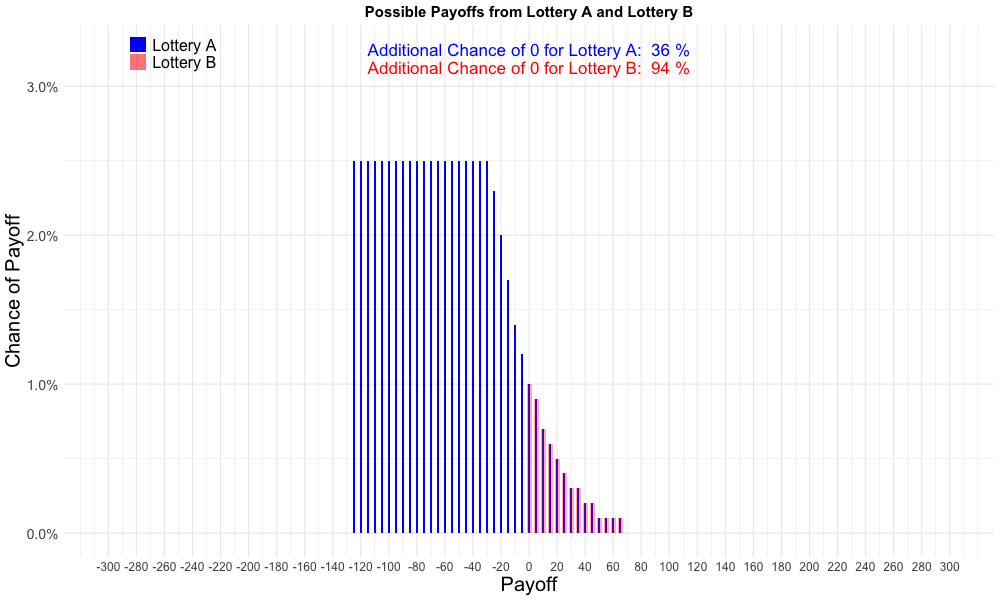 Possible Payoffs from Lottery A and Lottery B
Lottery A
Lottery B
Additional Chance of 0 for Lottery A: 36 %
Additional Chance of 0 for Lottery B: 94 %
Chance of Payoff
3.0%
2.0%
1.0%
0.0%
-300 -280 -260 -240 -220 -200 -180 -160 -140 -120 -100 -80 -60 -40 -20 0 20 40 60 80 100 120 140 160 180 200 220 240 260 280 300
Payoff